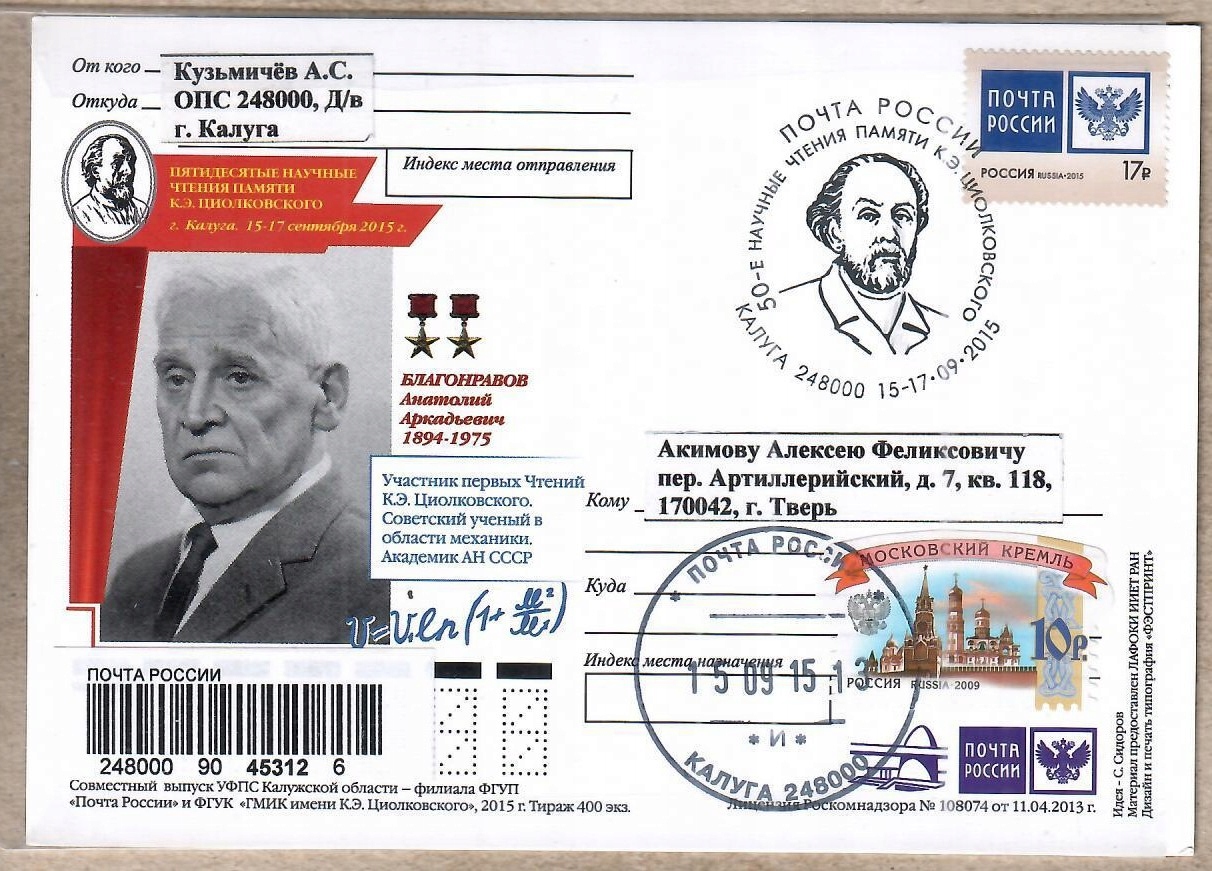 От кого
Кузьмичёв А.С.
Откуда
ОПС 248000, Д/в
г. Калуга
Индекс места отправления
ПЯТИДЕСЯТЫЕ НАУЧНЫЕ
ЧТЕНИЯ ПАМЯТИ
К.Э. ЦИОЛКОВСКОГО
г. Калуга. 15-17 сентября 2015 г.
ПОЧТА РОССИИ
50-Е НАУЧНЫЕ ЧТЕНИЯ ПАМЯТИ К.Э. ЦИОЛКОВСКОГО
КАЛУГА 248000 15-17·09·2015
ПОЧТА
РОССИИ
РОССИЯ RUSSIA·2015
17₽
БЛАГОНРАВОВ
Анатолий
Аркадьевич
1894-1975
Участник первых Чтений
К.Э. Циолковского.
Советский ученый в
области механики.
Академик АН СССР
Акимову Алексею Феликсовичу
Кому
пер. Артиллерийский, д. 7, кв. 118,
170042, г. Тверь
Куда
Индекс места назначения
ПОЧТА РОССИИ
15 09 15 13
* И *
КАЛУГА 248000
МОСКОВСКИЙ КРЕМЛЬ
10 Р.
РОССИЯ RUSSIA·2009
ПОЧТА
РОССИИ
Лицензия Роскомнадзора № 108074 от 11.04.2013 г.
ПОЧТА РОССИИ
248000 90 45312 6
Совместный выпуск УФПС Калужской области – филиала ФГУП
«Почта России» и ФГУК «ГМИК имени К.Э. Циолковского», 2015 г. Тираж 400 экз.
Идея - С. Сидоров
Материал предоставлен ЛАФОКИ ИИЕТ РАН
Дизайн и печать типография «ФЭСТПРИНТ»